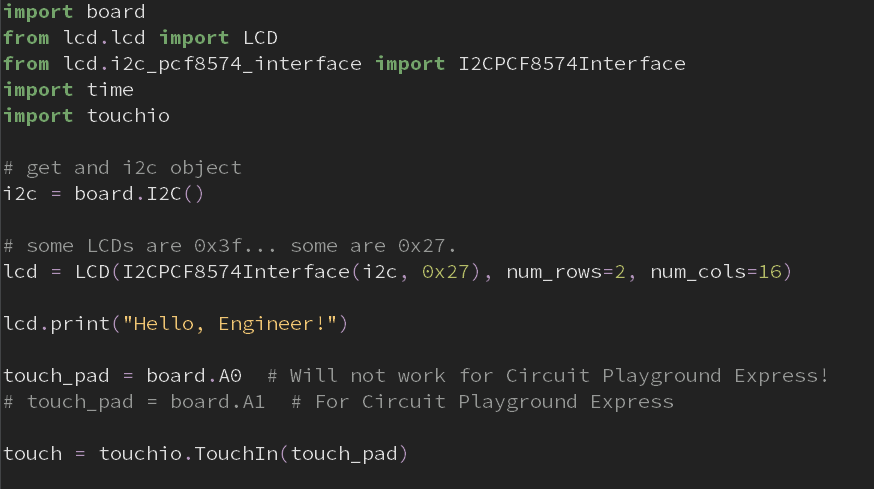 import board
from lcd.lcd import LCD
from lcd.i2c_pcf8574_interface import I2CPCF8574Interface
import time
import touchio
# get and i2c object
i2c = board.I2C()
# some LCDs are 0x3f... some are 0x27.
lcd = LCD(I2CPCF8574Interface(i2c, 0x27), num_rows=2, num_cols=16)
lcd.print("Hello, Engineer!")
touch_pad = board.A0  # Will not work for Circuit Playground Express!
# touch_pad = board.A1  # For Circuit Playground Express
touch = touchio.TouchIn(touch_pad)